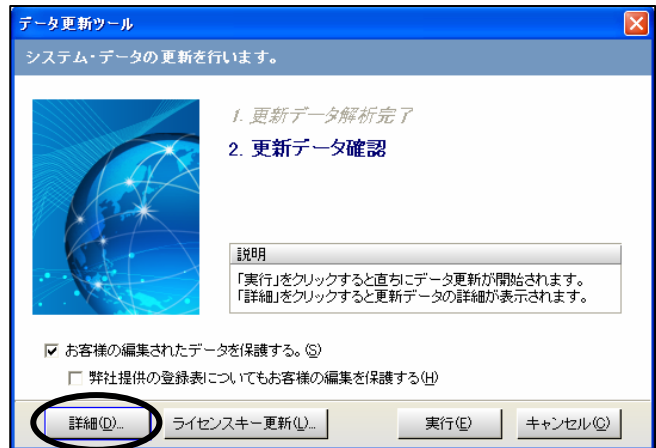 データ更新ツール
システム・データの更新を行います。
1. 更新データ解析完了
2. 更新データ確認
説明
「実行」をクリックすると直ちにデータ更新が開始されます。
「詳細」をクリックすると更新データの詳細が表示されます。
お客様の編集されたデータを保護する。(S)
弊社提供の登録表についてもお客様の編集を保護する(H)
詳細(D)... ライセンスキー更新(L)... 実行(E) キャンセル(C)